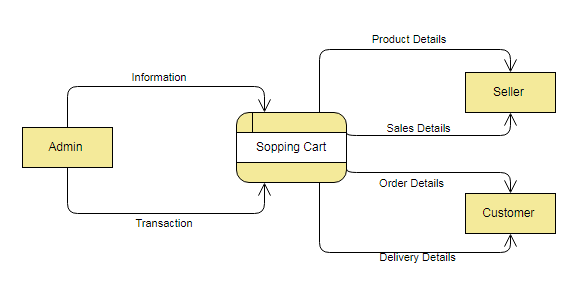 Product Details
Information
Seller
Sales Details
Admin
Sopping Cart
Order Details
Customer
Transaction
Delivery Details